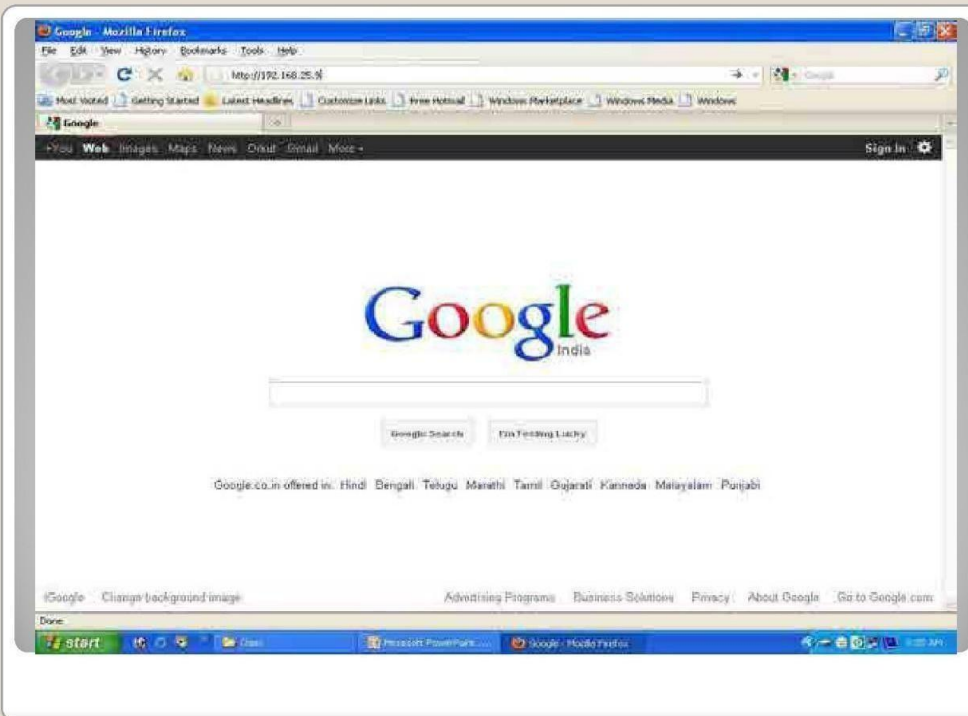 Google - Mozilla Firefox
File Edit View History Bookmarks Tools Help
http://192.168.25.9
Google
Most Visited Getting Started Latest Headlines Customize Links Free Hotmail Windows Marketplace Windows Media Windows
Google
+You Web Images Maps News Orkut Gmail More
Sign In
Google
India
Google Search I'm Feeling Lucky
Google.co.in offered in: Hindi Bengali Telugu Marathi Tamil Gujarati Kannada Malayalam Punjabi
iGoogle Change background image Advertising Programs Business Solutions Privacy About Google Go to Google.com
Done
start Microsoft PowerPoint ... Google - Mozilla Firefox